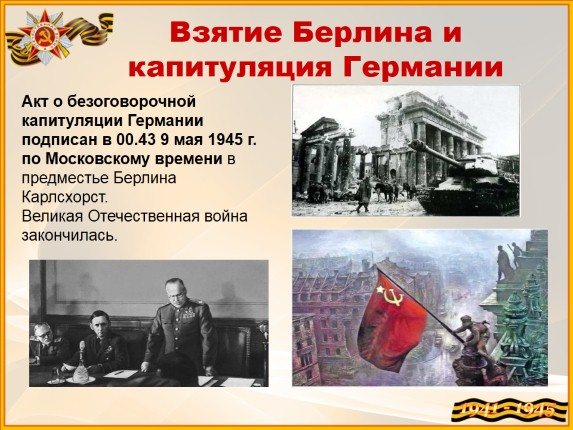 Взятие Берлина и
капитуляция Германии
Акт о безоговорочной
капитуляции Германии
подписан в 00.43 9 мая 1945 г.
по Московскому времени в
предместье Берлина
Карлсхорст.
Великая Отечественная война
закончилась.
1941 - 1945